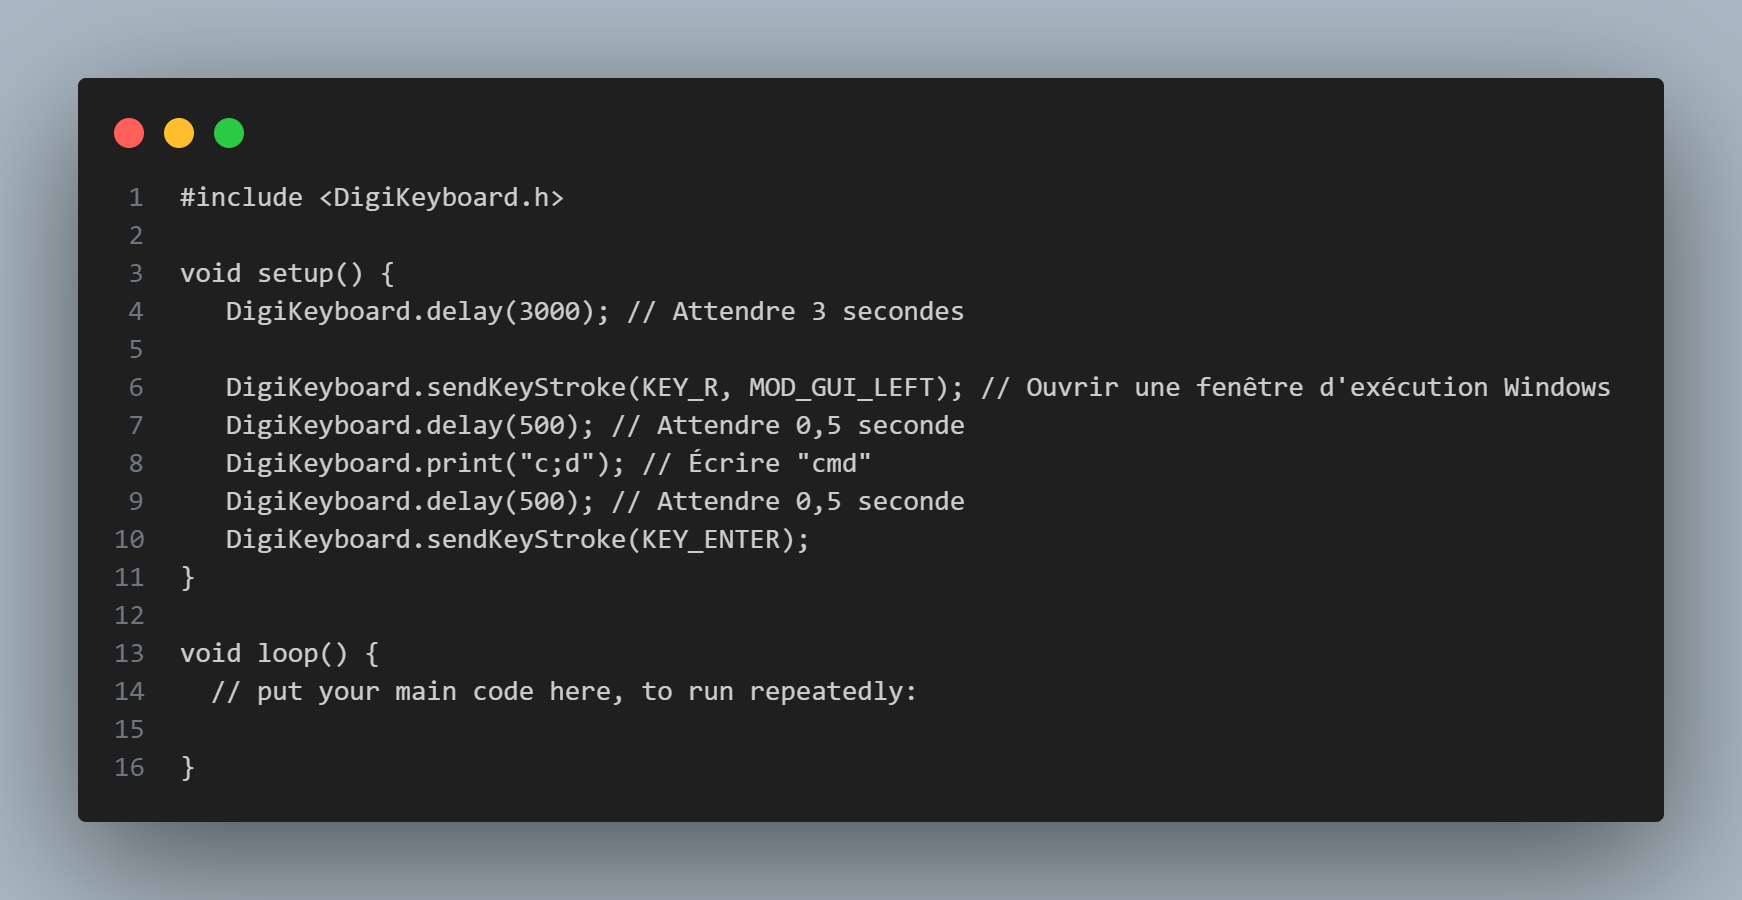 1 #include <DigiKeyboard.h>
2
3 void setup() {
4    DigiKeyboard.delay(3000); // Attendre 3 secondes
5
6    DigiKeyboard.sendKeyStroke(KEY_R, MOD_GUI_LEFT); // Ouvrir une fenêtre d'exécution Windows
7    DigiKeyboard.delay(500); // Attendre 0,5 seconde
8    DigiKeyboard.print("c;d"); // Écrire "cmd"
9    DigiKeyboard.delay(500); // Attendre 0,5 seconde
10    DigiKeyboard.sendKeyStroke(KEY_ENTER);
11 }
12
13 void loop() {
14   // put your main code here, to run repeatedly:
15
16 }